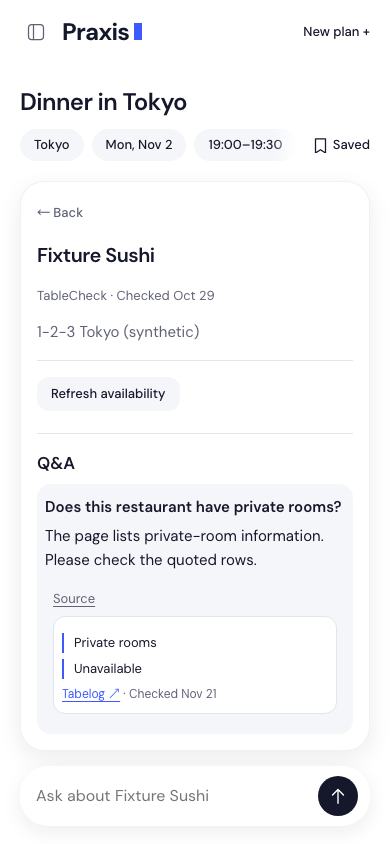 Praxis
New plan +
Dinner in Tokyo
Tokyo
Mon, Nov 2
19:00–19:30
Saved
← Back
Fixture Sushi
TableCheck · Checked Oct 29
1-2-3 Tokyo (synthetic)
Refresh availability
Q&A
Does this restaurant have private rooms?
The page lists private-room information.
Please check the quoted rows.
Source
Private rooms
Unavailable
Tabelog ↗ · Checked Nov 21
Ask about Fixture Sushi